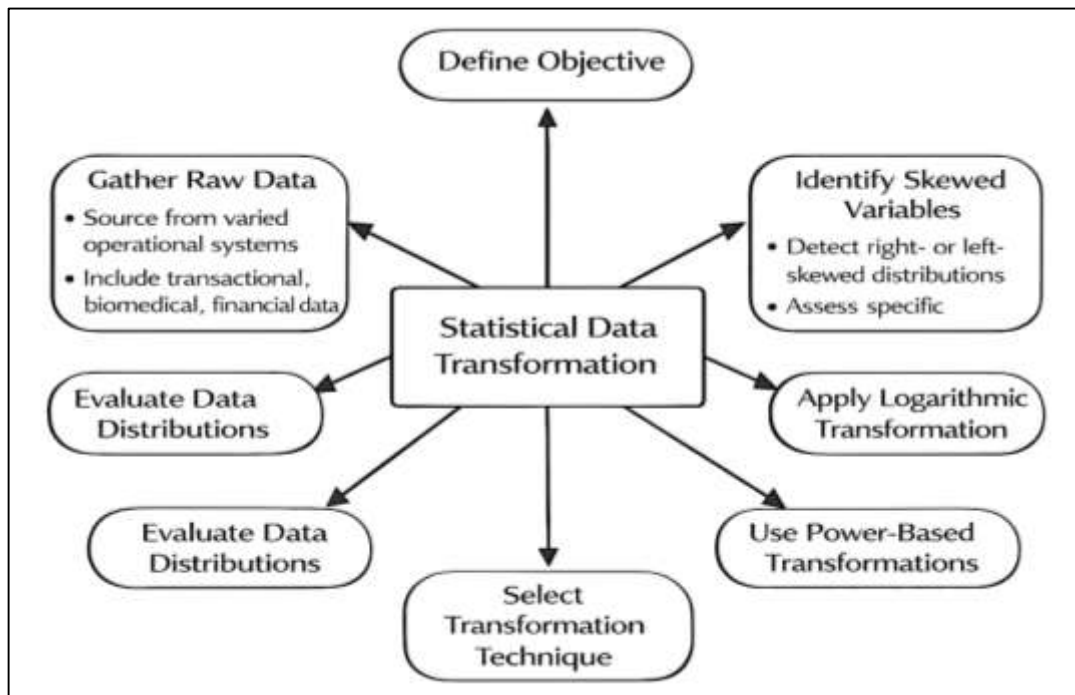 Define Objective
Gather Raw Data
• Source from varied
operational systems
• Include transactional,
biomedical, financial data
Identify Skewed
Variables
• Detect right- or left-
skewed distributions
• Assess specific
Statistical Data
Transformation
Evaluate Data
Distributions
Apply Logarithmic
Transformation
Evaluate Data
Distributions
Use Power-Based
Transformations
Select
Transformation
Technique